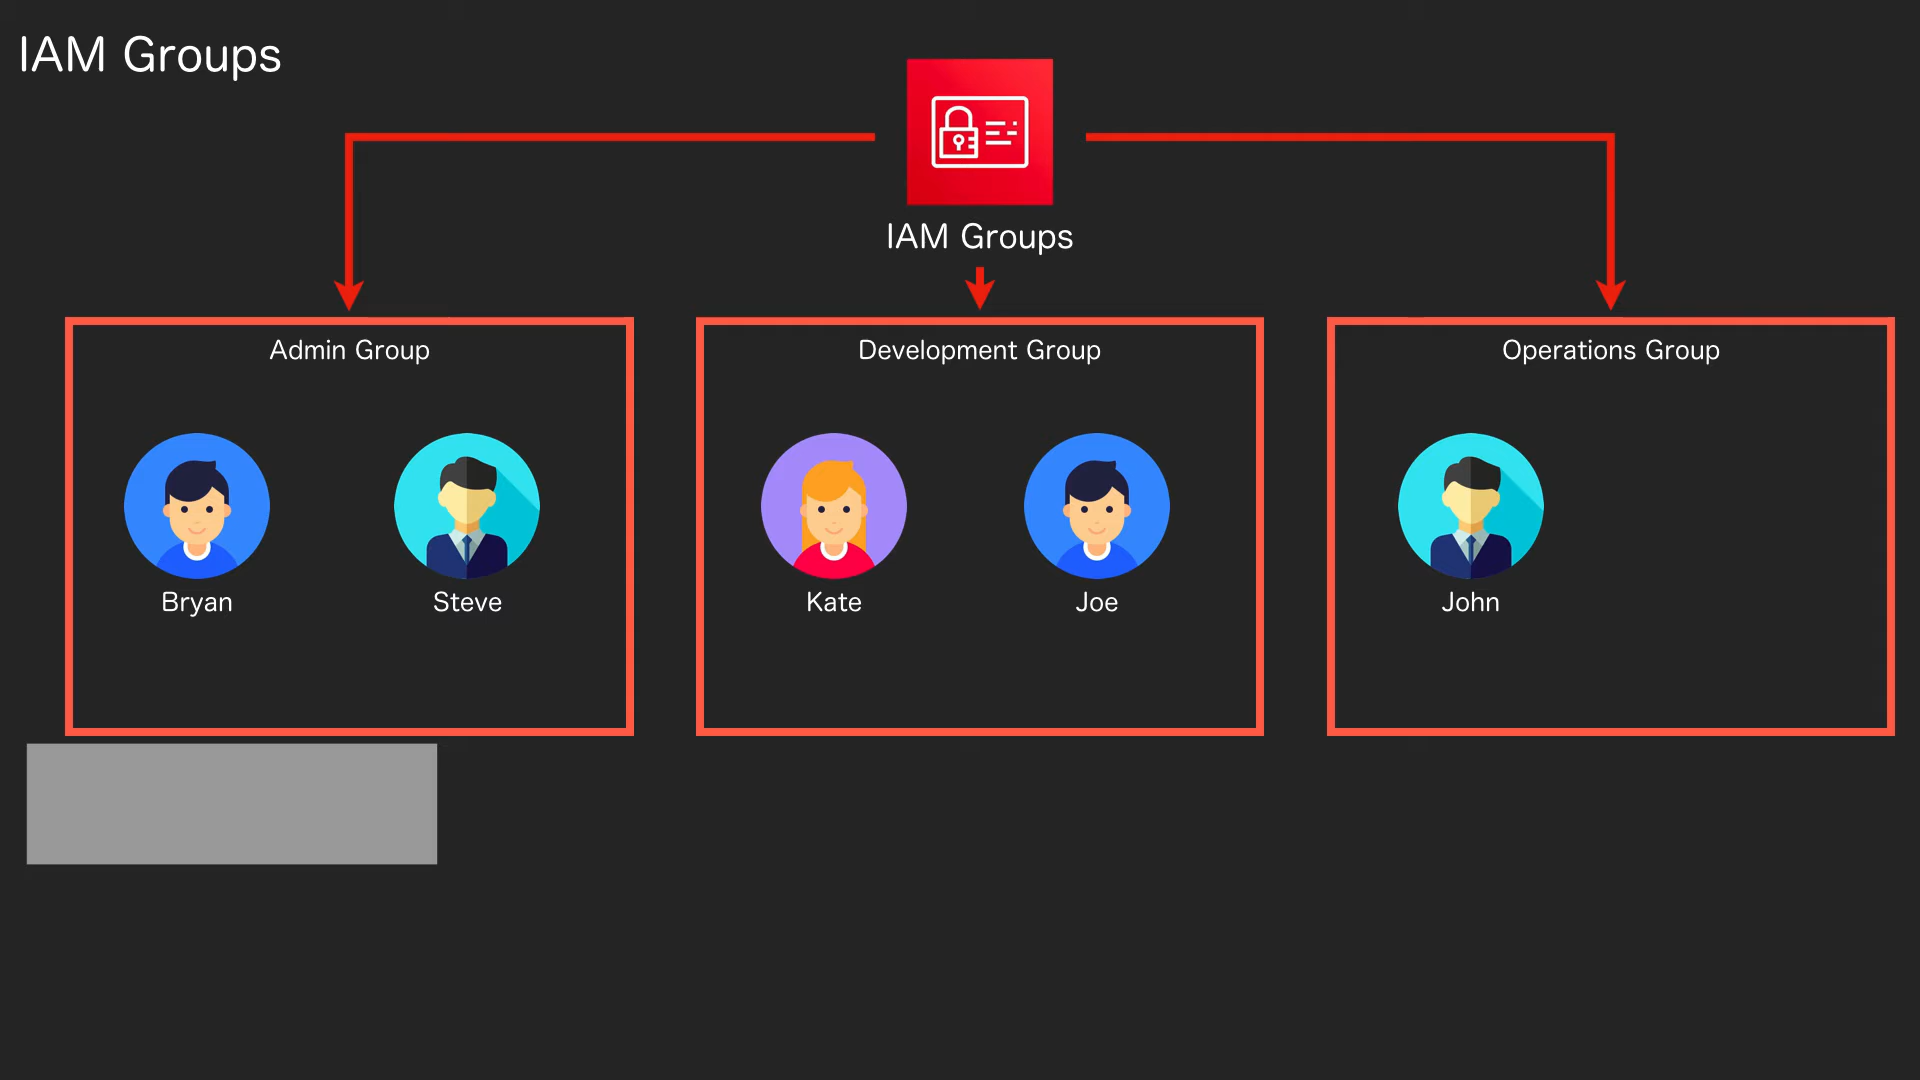 IAM Groups
IAM Groups
Admin Group
Development Group
Operations Group
Bryan
Steve
Kate
Joe
John